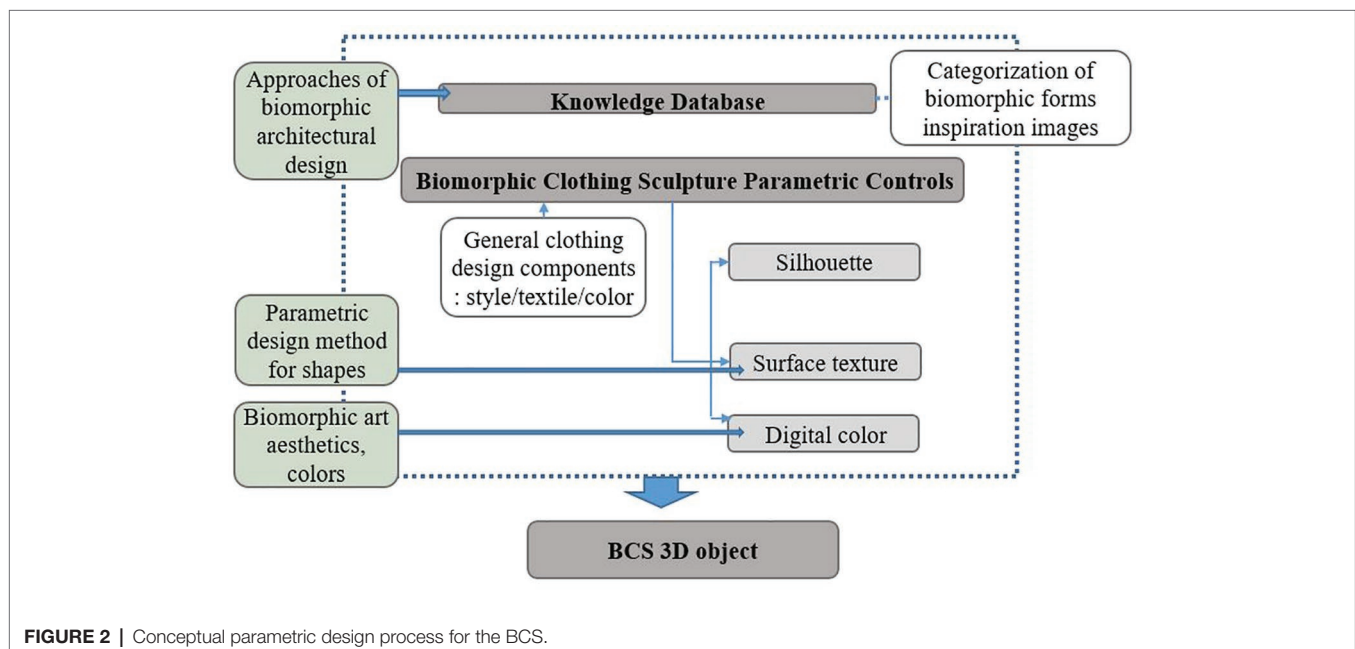 Approaches of
biomorphic
architectural
design
Knowledge Database
Categorization of
biomorphic forms
inspiration images
Biomorphic Clothing Sculpture Parametric Controls
General clothing
design components
: style/textile/color
Silhouette
Parametric
design method
for shapes
Surface texture
Biomorphic art
aesthetics,
colors
Digital color
BCS 3D object
FIGURE 2 | Conceptual parametric design process for the BCS.